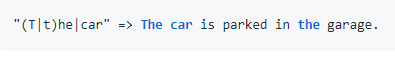 "(T|t)he|car" => The car is parked in the garage.